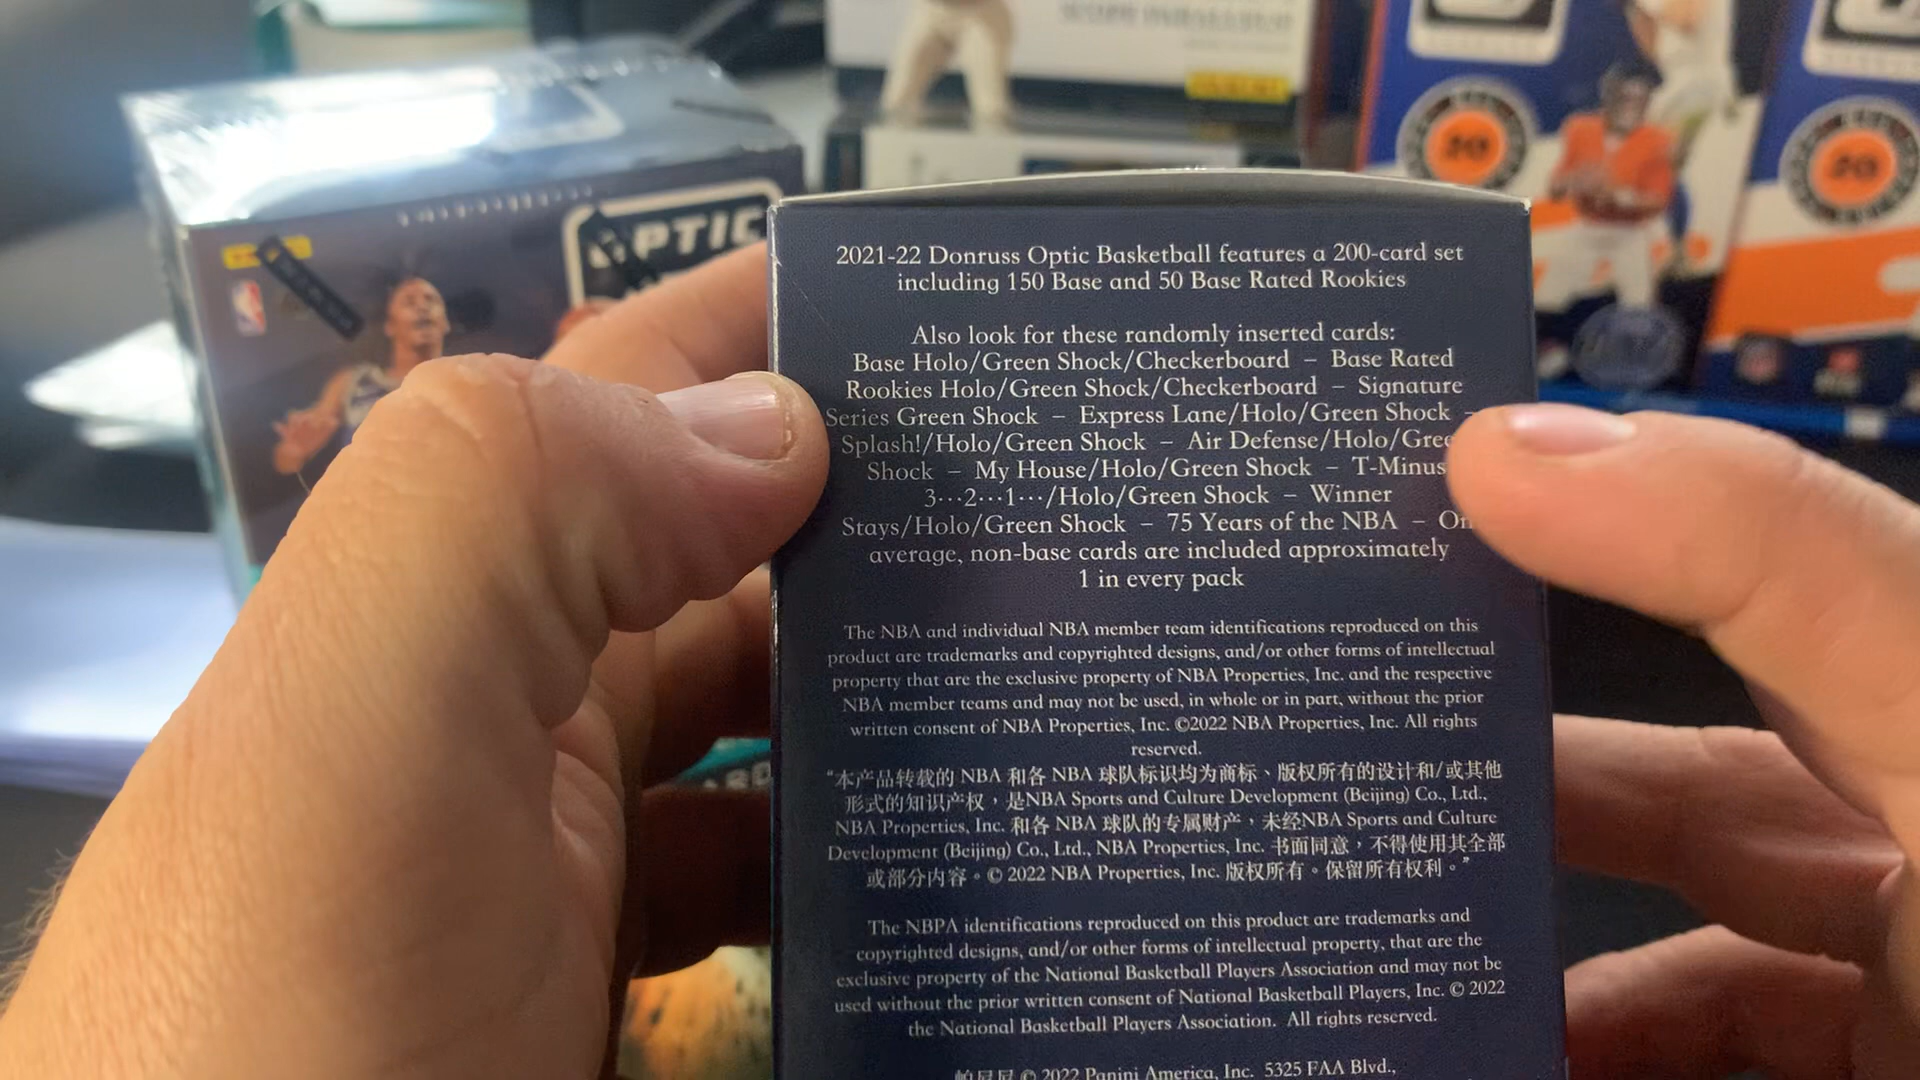 OPTIC
20
20
2021-22 Donruss Optic Basketball features a 200-card set
including 150 Base and 50 Base Rated Rookies
Also look for these randomly inserted cards:
Base Holo/Green Shock/Checkerboard – Base Rated
Rookies Holo/Green Shock/Checkerboard – Signature
Series Green Shock – Express Lane/Holo/Green Shock –
Splash!/Holo/Green Shock – Air Defense/Holo/Gree
Shock – My House/Holo/Green Shock – T-Minus
3···2···1···/Holo/Green Shock – Winner
Stays/Holo/Green Shock – 75 Years of the NBA – On
average, non-base cards are included approximately
1 in every pack
The NBA and individual NBA member team identifications reproduced on this
product are trademarks and copyrighted designs, and/or other forms of intellectual
property that are the exclusive property of NBA Properties, Inc. and the respective
NBA member teams and may not be used, in whole or in part, without the prior
written consent of NBA Properties, Inc. ©2022 NBA Properties, Inc. All rights
reserved.
“本产品转载的 NBA 和各 NBA 球队标识均为商标、版权所有的设计和/或其他
形式的知识产权，是NBA Sports and Culture Development (Beijing) Co., Ltd.,
NBA Properties, Inc. 和各 NBA 球队的专属财产，未经NBA Sports and Culture
Development (Beijing) Co., Ltd., NBA Properties, Inc. 书面同意，不得使用其全部
或部分内容。© 2022 NBA Properties, Inc. 版权所有。保留所有权利。”
The NBPA identifications reproduced on this product are trademarks and
copyrighted designs, and/or other forms of intellectual property, that are the
exclusive property of the National Basketball Players Association and may not be
used without the prior written consent of National Basketball Players, Inc. © 2022
the National Basketball Players Association. All rights reserved.
帕尼尼 © 2022 Panini America, Inc. 5325 FAA Blvd.,